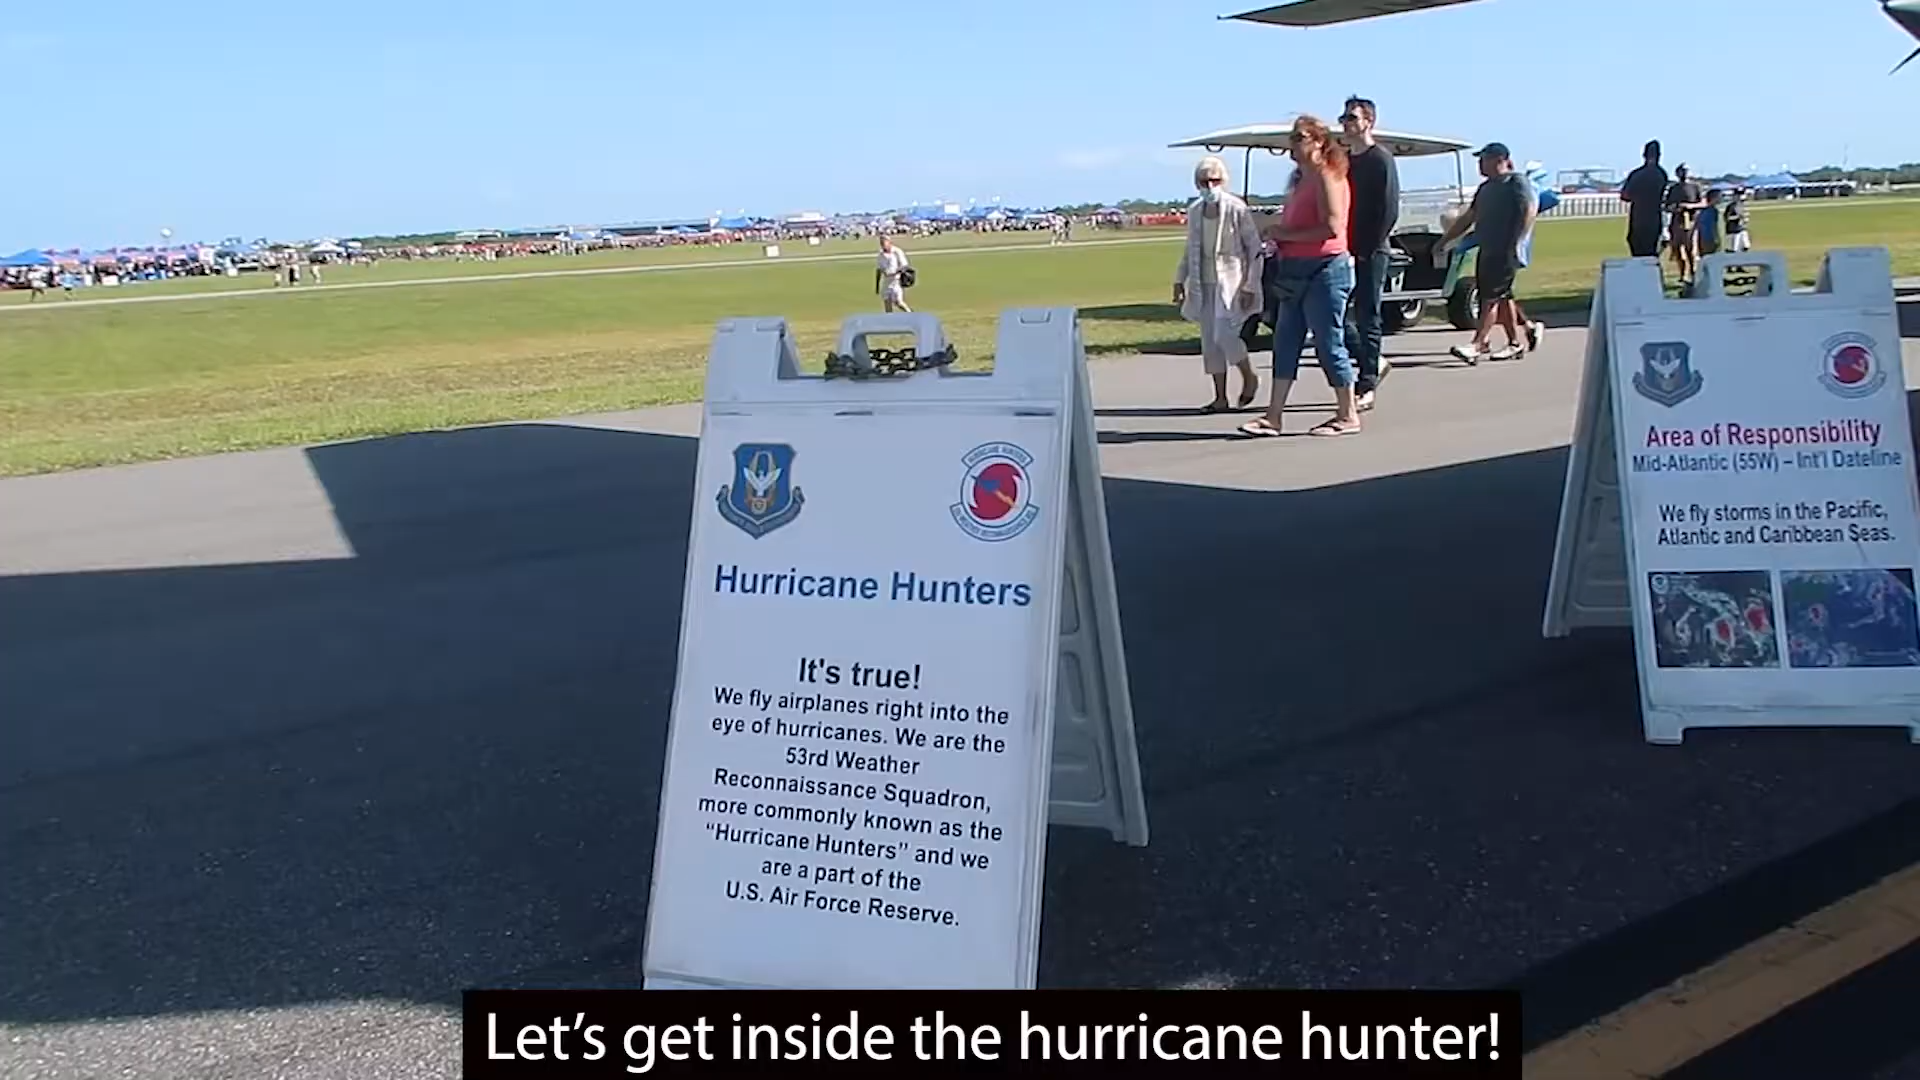 Hurricane Hunters
It's true!
We fly airplanes right into the
eye of hurricanes. We are the
53rd Weather
Reconnaissance Squadron,
more commonly known as the
“Hurricane Hunters” and we
are a part of the
U.S. Air Force Reserve.
Area of Responsibility
Mid-Atlantic (55W) – Int'l Dateline
We fly storms in the Pacific,
Atlantic and Caribbean Seas.
Let’s get inside the hurricane hunter!